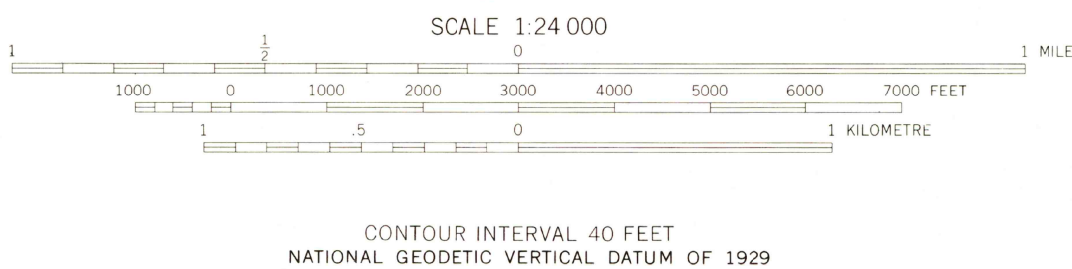 SCALE 1:24 000
1 1/2 0 1 MILE
1000 0 1000 2000 3000 4000 5000 6000 7000 FEET
1 .5 0 1 KILOMETRE
CONTOUR INTERVAL 40 FEET
NATIONAL GEODETIC VERTICAL DATUM OF 1929